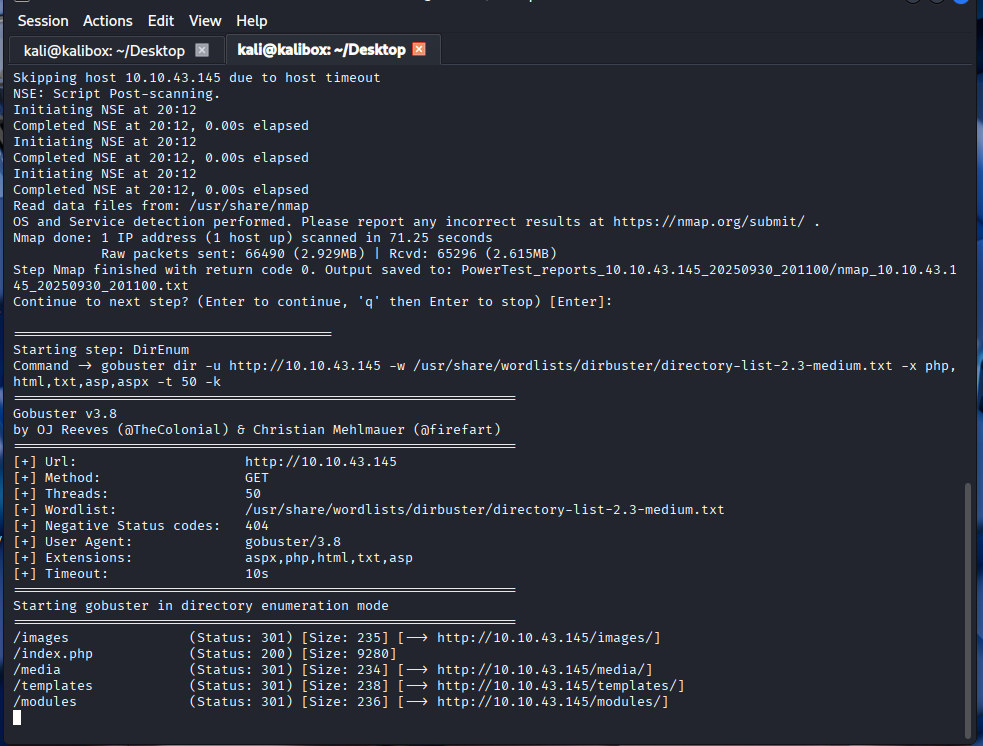 Session Actions Edit View Help
kali@kalibox: ~/Desktop
kali@kalibox: ~/Desktop
Skipping host 10.10.43.145 due to host timeout
NSE: Script Post-scanning.
Initiating NSE at 20:12
Completed NSE at 20:12, 0.00s elapsed
Initiating NSE at 20:12
Completed NSE at 20:12, 0.00s elapsed
Initiating NSE at 20:12
Completed NSE at 20:12, 0.00s elapsed
Read data files from: /usr/share/nmap
OS and Service detection performed. Please report any incorrect results at https://nmap.org/submit/ .
Nmap done: 1 IP address (1 host up) scanned in 71.25 seconds
           Raw packets sent: 66490 (2.929MB) | Rcvd: 65296 (2.615MB)
Step Nmap finished with return code 0. Output saved to: PowerTest_reports_10.10.43.145_20250930_201100/nmap_10.10.43.1
45_20250930_201100.txt
Continue to next step? (Enter to continue, 'q' then Enter to stop) [Enter]:
========================================
Starting step: DirEnum
Command → gobuster dir -u http://10.10.43.145 -w /usr/share/wordlists/dirbuster/directory-list-2.3-medium.txt -x php,
html,txt,asp,aspx -t 50 -k
===============================================================
Gobuster v3.8
by OJ Reeves (@TheColonial) & Christian Mehlmauer (@firefart)
===============================================================
[+] Url:                     http://10.10.43.145
[+] Method:                  GET
[+] Threads:                 50
[+] Wordlist:                /usr/share/wordlists/dirbuster/directory-list-2.3-medium.txt
[+] Negative Status codes:   404
[+] User Agent:              gobuster/3.8
[+] Extensions:              aspx,php,html,txt,asp
[+] Timeout:                 10s
===============================================================
Starting gobuster in directory enumeration mode
===============================================================
/images               (Status: 301) [Size: 235] [--> http://10.10.43.145/images/]
/index.php            (Status: 200) [Size: 9280]
/media                (Status: 301) [Size: 234] [--> http://10.10.43.145/media/]
/templates            (Status: 301) [Size: 238] [--> http://10.10.43.145/templates/]
/modules              (Status: 301) [Size: 236] [--> http://10.10.43.145/modules/]